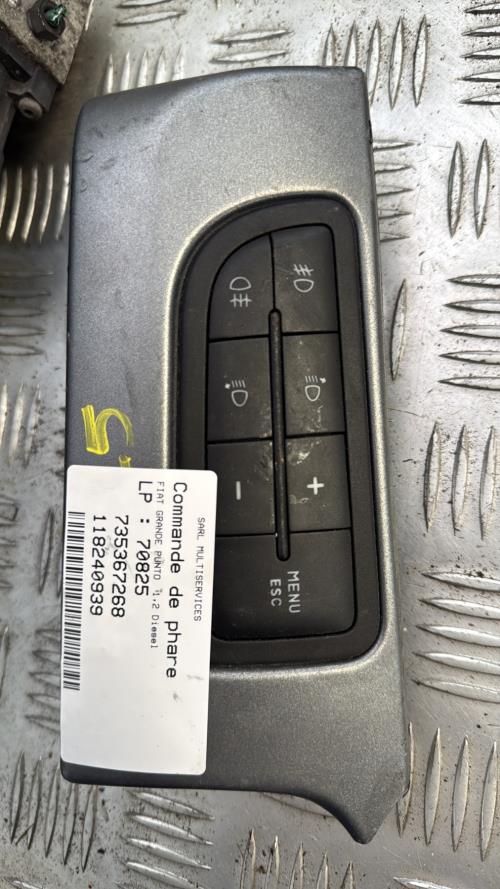 SARL MULTISERVICES
Commande de phare
FIAT GRANDE PUNTO 1,2 Diesel
LP : 70825
735367268
118240939
+
-
MENU
ESC